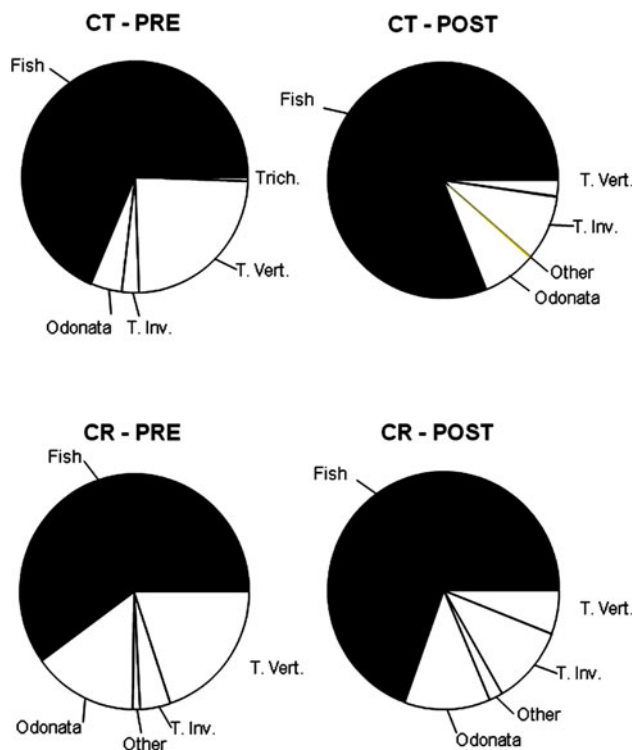 CT - PRE
Fish
Trich.
T. Vert.
T. Inv.
Odonata
CT - POST
Fish
T. Vert.
T. Inv.
Other
Odonata
CR - PRE
Fish
T. Vert.
T. Inv.
Other
Odonata
CR - POST
Fish
T. Vert.
T. Inv.
Other
Odonata